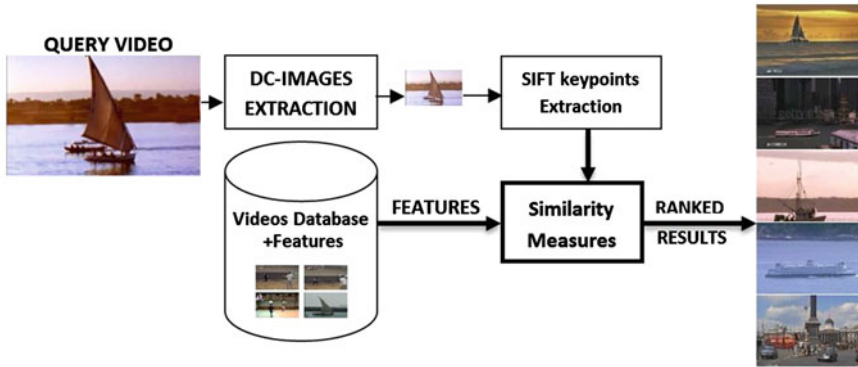 QUERY VIDEO
DC-IMAGES
EXTRACTION
SIFT keypoints
Extraction
Videos Database
+Features
FEATURES
Similarity
Measures
RANKED
RESULTS